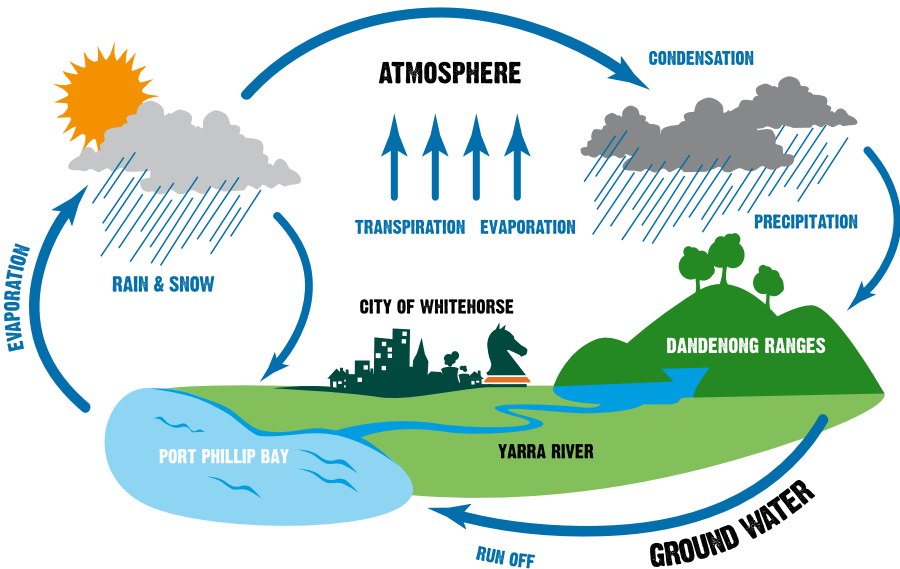 CONDENSATION
ATMOSPHERE
TRANSPIRATION EVAPORATION
PRECIPITATION
EVAPORATION
RAIN & SNOW
CITY OF WHITEHORSE
DANDENONG RANGES
PORT PHILLIP BAY
YARRA RIVER
GROUND WATER
RUN OFF